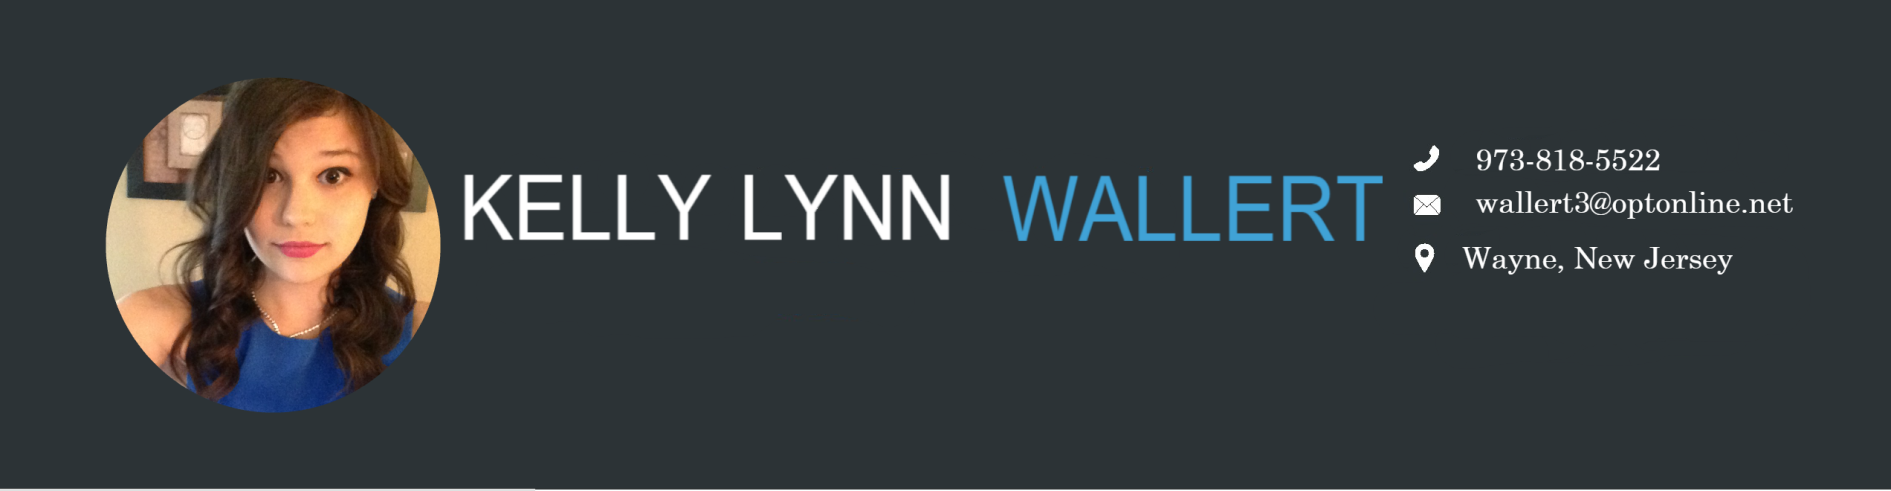 KELLY LYNN WALLERT
973-818-5522
wallert3@optonline.net
Wayne, New Jersey